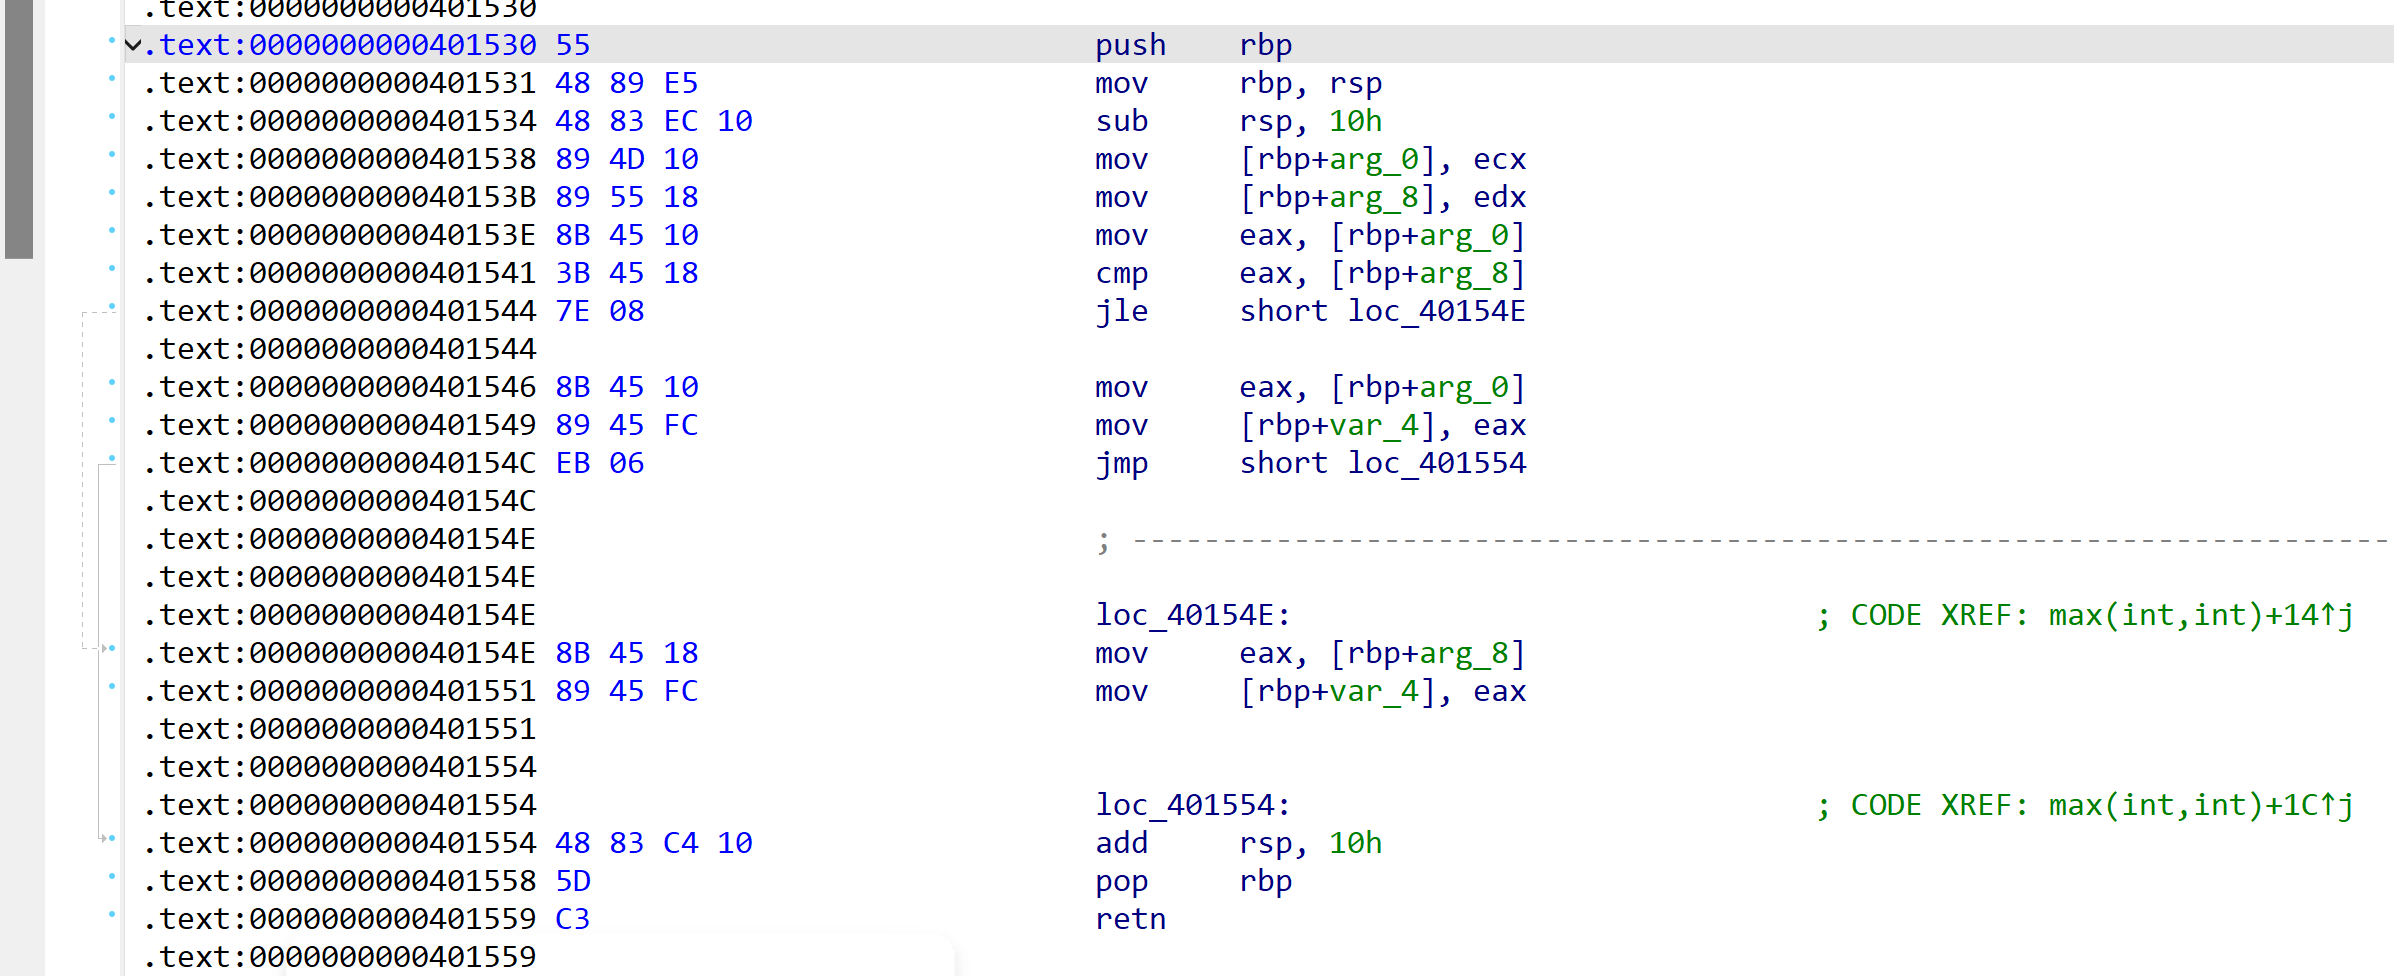 .text:0000000000401530
.text:0000000000401530 55 push rbp
.text:0000000000401531 48 89 E5 mov rbp, rsp
.text:0000000000401534 48 83 EC 10 sub rsp, 10h
.text:0000000000401538 89 4D 10 mov [rbp+arg_0], ecx
.text:000000000040153B 89 55 18 mov [rbp+arg_8], edx
.text:000000000040153E 8B 45 10 mov eax, [rbp+arg_0]
.text:0000000000401541 3B 45 18 cmp eax, [rbp+arg_8]
.text:0000000000401544 7E 08 jle short loc_40154E
.text:0000000000401544
.text:0000000000401546 8B 45 10 mov eax, [rbp+arg_0]
.text:0000000000401549 89 45 FC mov [rbp+var_4], eax
.text:000000000040154C EB 06 jmp short loc_401554
.text:000000000040154C
.text:000000000040154E ; ----------------------------------------------------------------------
.text:000000000040154E
.text:000000000040154E loc_40154E: ; CODE XREF: max(int,int)+14↑j
.text:000000000040154E 8B 45 18 mov eax, [rbp+arg_8]
.text:0000000000401551 89 45 FC mov [rbp+var_4], eax
.text:0000000000401551
.text:0000000000401554
.text:0000000000401554 loc_401554: ; CODE XREF: max(int,int)+1C↑j
.text:0000000000401554 48 83 C4 10 add rsp, 10h
.text:0000000000401558 5D pop rbp
.text:0000000000401559 C3 retn
.text:0000000000401559